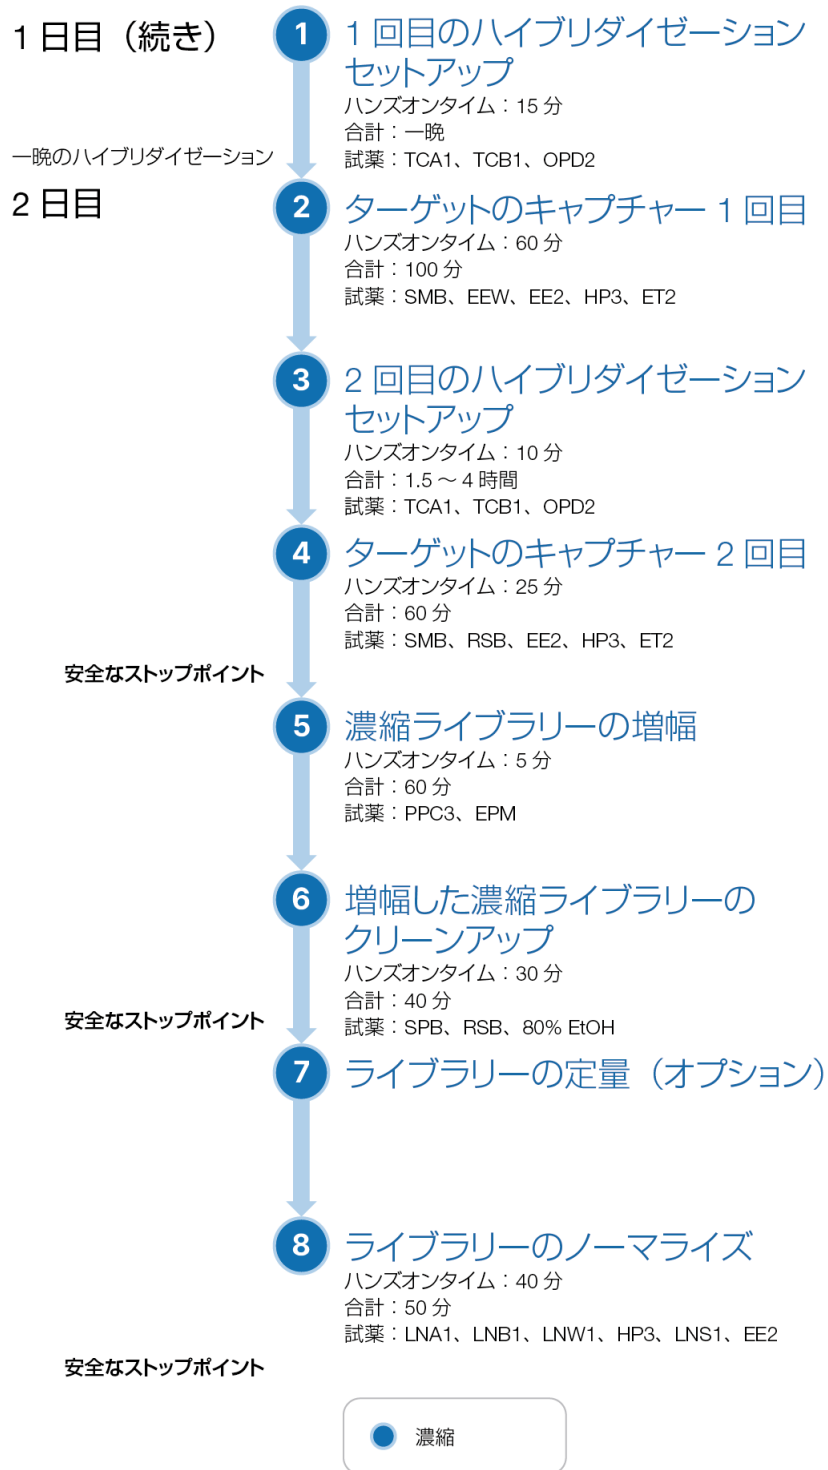 1 日目（続き）
1
1 回目のハイブリダイゼーション
セットアップ
ハンズオンタイム：15 分
合計：一晩
試薬：TCA1、TCB1、OPD2
一晩のハイブリダイゼーション
2 日目
2
ターゲットのキャプチャー 1 回目
ハンズオンタイム：60 分
合計：100 分
試薬：SMB、EEW、EE2、HP3、ET2
3
2 回目のハイブリダイゼーション
セットアップ
ハンズオンタイム：10 分
合計：1.5 ～ 4 時間
試薬：TCA1、TCB1、OPD2
4
ターゲットのキャプチャー 2 回目
ハンズオンタイム：25 分
合計：60 分
試薬：SMB、RSB、EE2、HP3、ET2
安全なストップポイント
5
濃縮ライブラリーの増幅
ハンズオンタイム：5 分
合計：60 分
試薬：PPC3、EPM
6
増幅した濃縮ライブラリーの
クリーンアップ
ハンズオンタイム：30 分
合計：40 分
試薬：SPB、RSB、80% EtOH
安全なストップポイント
7
ライブラリーの定量（オプション）
8
ライブラリーのノーマライズ
ハンズオンタイム：40 分
合計：50 分
試薬：LNA1、LNB1、LNW1、HP3、LNS1、EE2
安全なストップポイント
濃縮